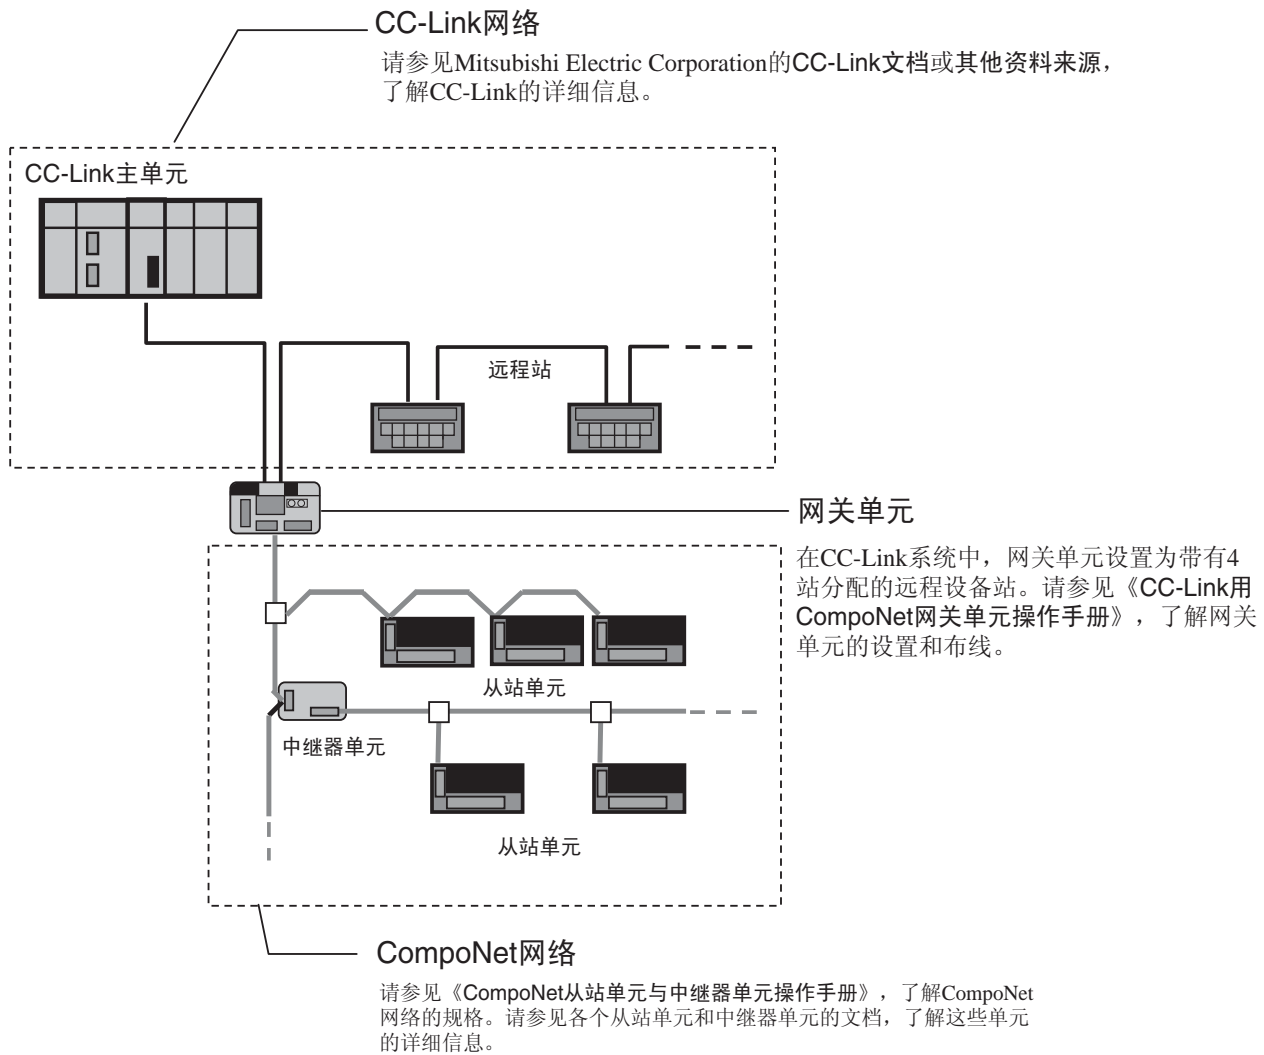 CC-Link网络
请参见Mitsubishi Electric Corporation的CC-Link文档或其他资料来源，
了解CC-Link的详细信息。
CC-Link主单元
远程站
网关单元
在CC-Link系统中，网关单元设置为带有4
站分配的远程设备站。请参见《CC-Link用
CompoNet网关单元操作手册》，了解网关
单元的设置和布线。
从站单元
中继器单元
从站单元
CompoNet网络
请参见《CompoNet从站单元与中继器单元操作手册》，了解CompoNet
网络的规格。请参见各个从站单元和中继器单元的文档，了解这些单元
的详细信息。